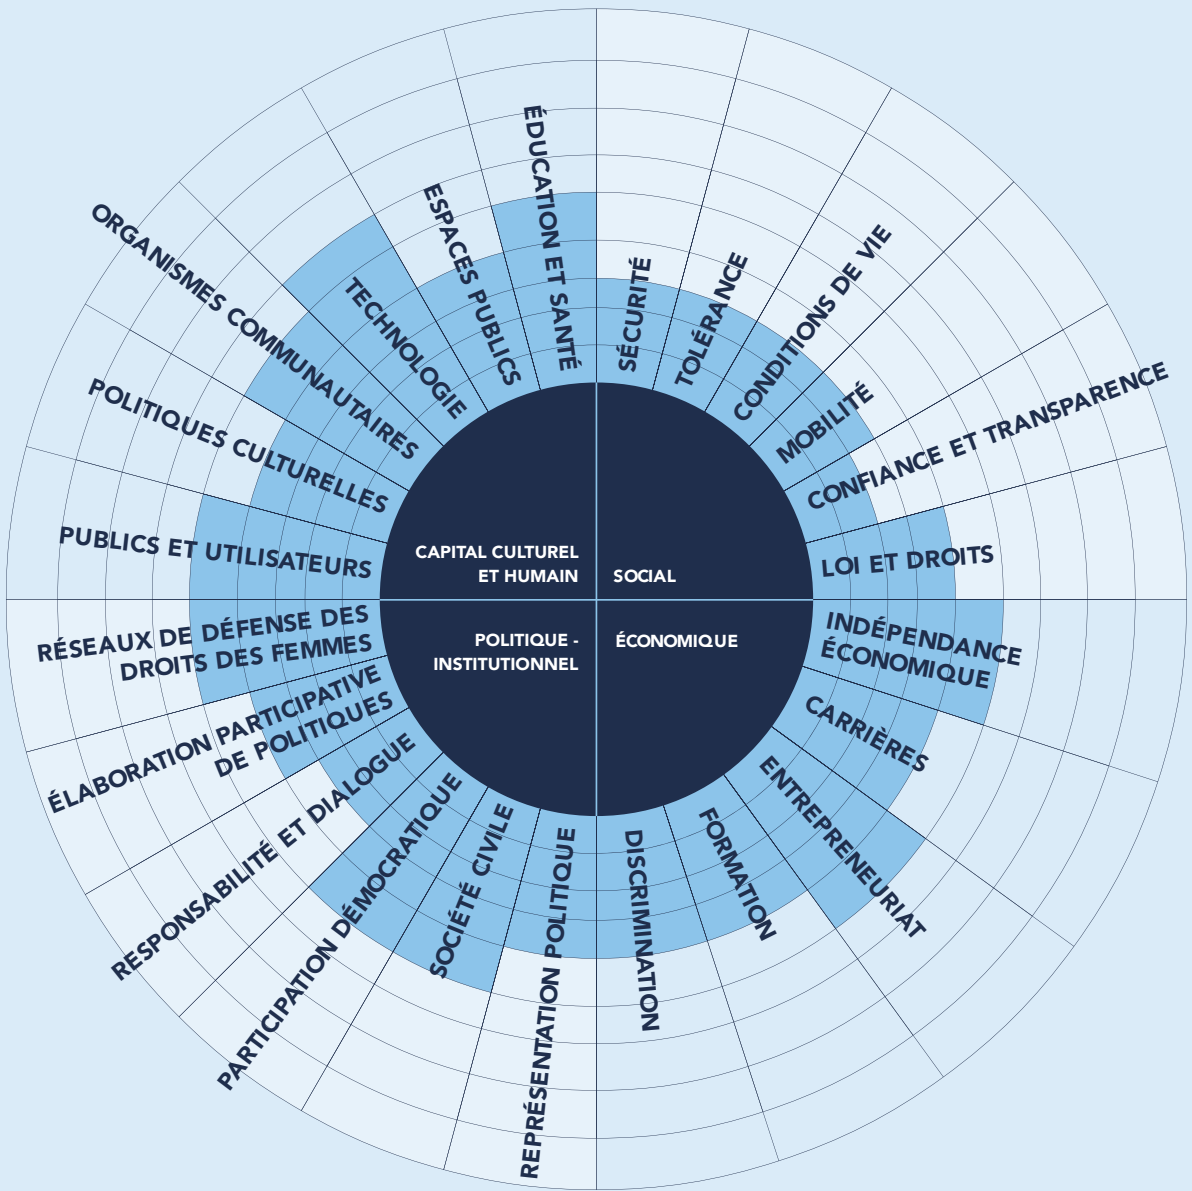 CAPITAL CULTUREL
ET HUMAIN
SOCIAL
POLITIQUE -
INSTITUTIONNEL
ÉCONOMIQUE
SÉCURITÉ
TOLÉRANCE
CONDITIONS DE VIE
MOBILITÉ
CONFIANCE ET TRANSPARENCE
LOI ET DROITS
INDÉPENDANCE
ÉCONOMIQUE
CARRIÈRES
ENTREPRENEURIAT
FORMATION
DISCRIMINATION
REPRÉSENTATION POLITIQUE
SOCIÉTÉ CIVILE
PARTICIPATION DÉMOCRATIQUE
RESPONSABILITÉ ET DIALOGUE
ÉLABORATION PARTICIPATIVE
DE POLITIQUES
RÉSEAUX DE DÉFENSE DES
DROITS DES FEMMES
PUBLICS ET UTILISATEURS
POLITIQUES CULTURELLES
ORGANISMES COMMUNAUTAIRES
TECHNOLOGIE
ESPACES PUBLICS
ÉDUCATION ET SANTÉ